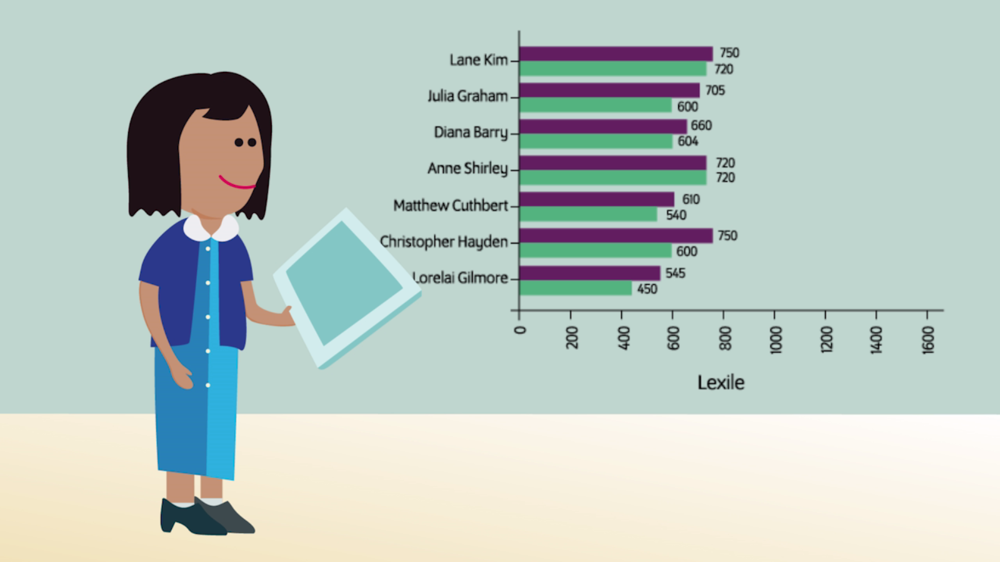 Lane Kim
750
720
Julia Graham
705
600
Diana Barry
660
604
Anne Shirley
720
720
Matthew Cuthbert
610
540
Christopher Hayden
750
600
Lorelai Gilmore
545
450
0 200 400 600 800 1000 1200 1400 1600
Lexile